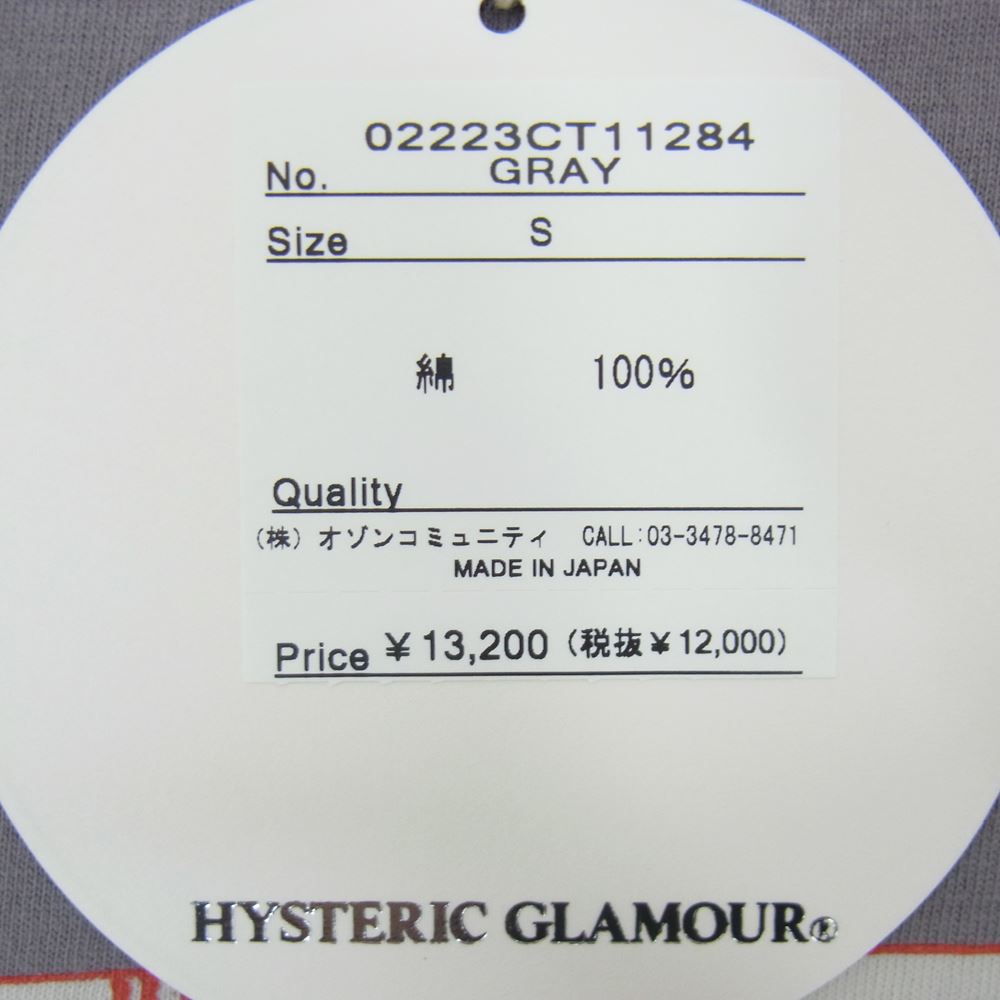 02223CT11284
No. GRAY
Size S
綿 100%
Quality
(株) オゾンコミュニティ CALL:03-3478-8471
MADE IN JAPAN
Price ¥13,200 (税抜¥12,000)
HYSTERIC GLAMOUR®